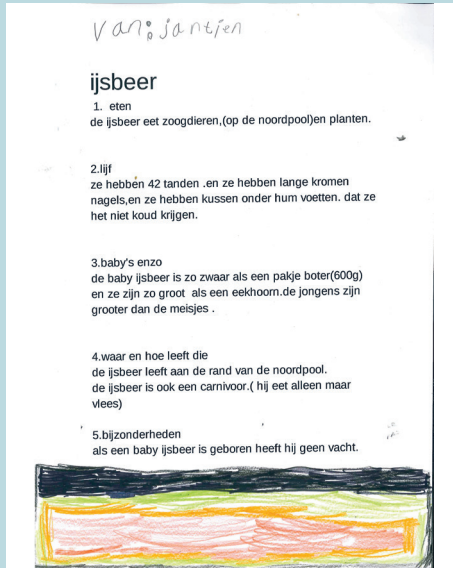 van: jantjen
ijsbeer
1. eten
de ijsbeer eet zoogdieren,(op de noordpool)en planten.
2.lijf
ze hebben 42 tanden .en ze hebben lange kromen
nagels,en ze hebben kussen onder hum voetten. dat ze
het niet koud krijgen.
3.baby's enzo
de baby ijsbeer is zo zwaar als een pakje boter(600g)
en ze zijn zo groot als een eekhoorn.de jongens zijn
grooter dan de meisjes .
4.waar en hoe leeft die
de ijsbeer leeft aan de rand van de noordpool.
de ijsbeer is ook een carnivoor.( hij eet alleen maar
vlees)
5.bijzonderheden
als een baby ijsbeer is geboren heeft hij geen vacht.